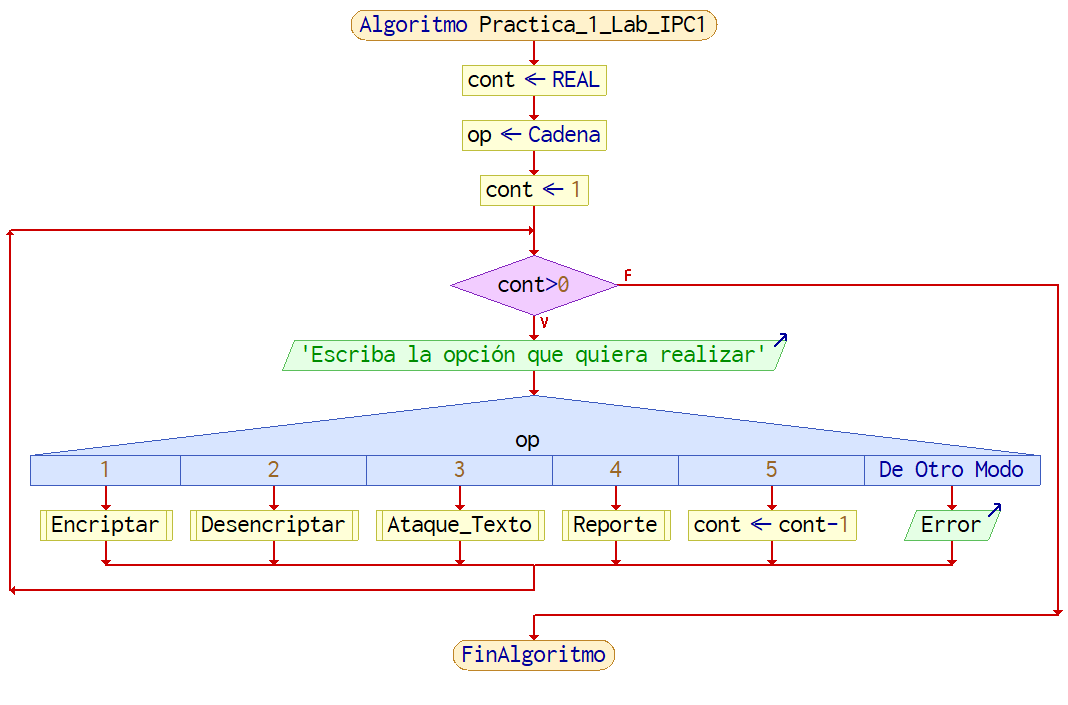 Algoritmo Practica_1_Lab_IPC1
cont ← REAL
op ← Cadena
cont ← 1
cont>0
F
V
'Escriba la opción que quiera realizar'
op
1 2 3 4 5 De Otro Modo
Encriptar Desencriptar Ataque_Texto Reporte cont ← cont-1 Error
FinAlgoritmo